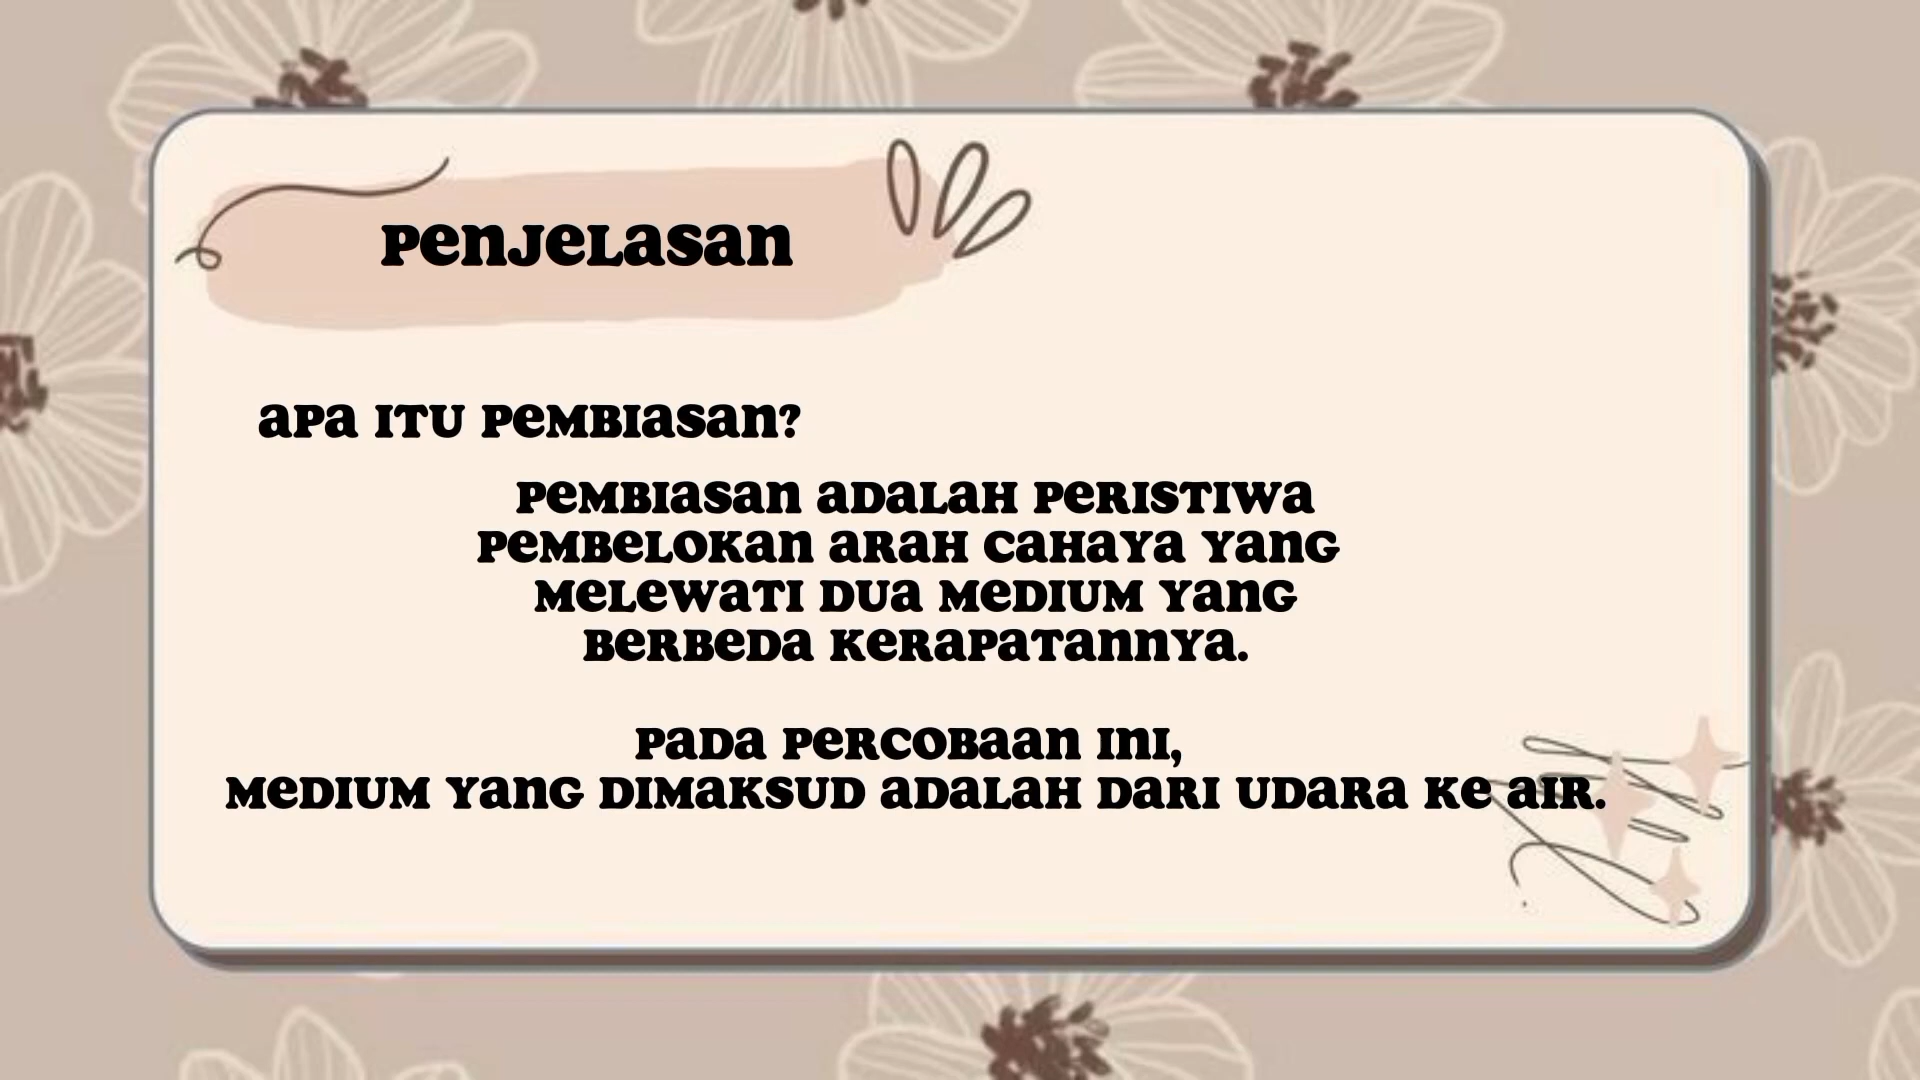 PENJELASAN
APA ITU PEMBIASAN?
PEMBIASAN ADALAH PERISTIWA
PEMBELOKAN ARAH CAHAYA YANG
MELEWATI DUA MEDIUM YANG
BERBEDA KERAPATANNYA.
PADA PERCOBAAN INI,
MEDIUM YANG DIMAKSUD ADALAH DARI UDARA KE AIR.